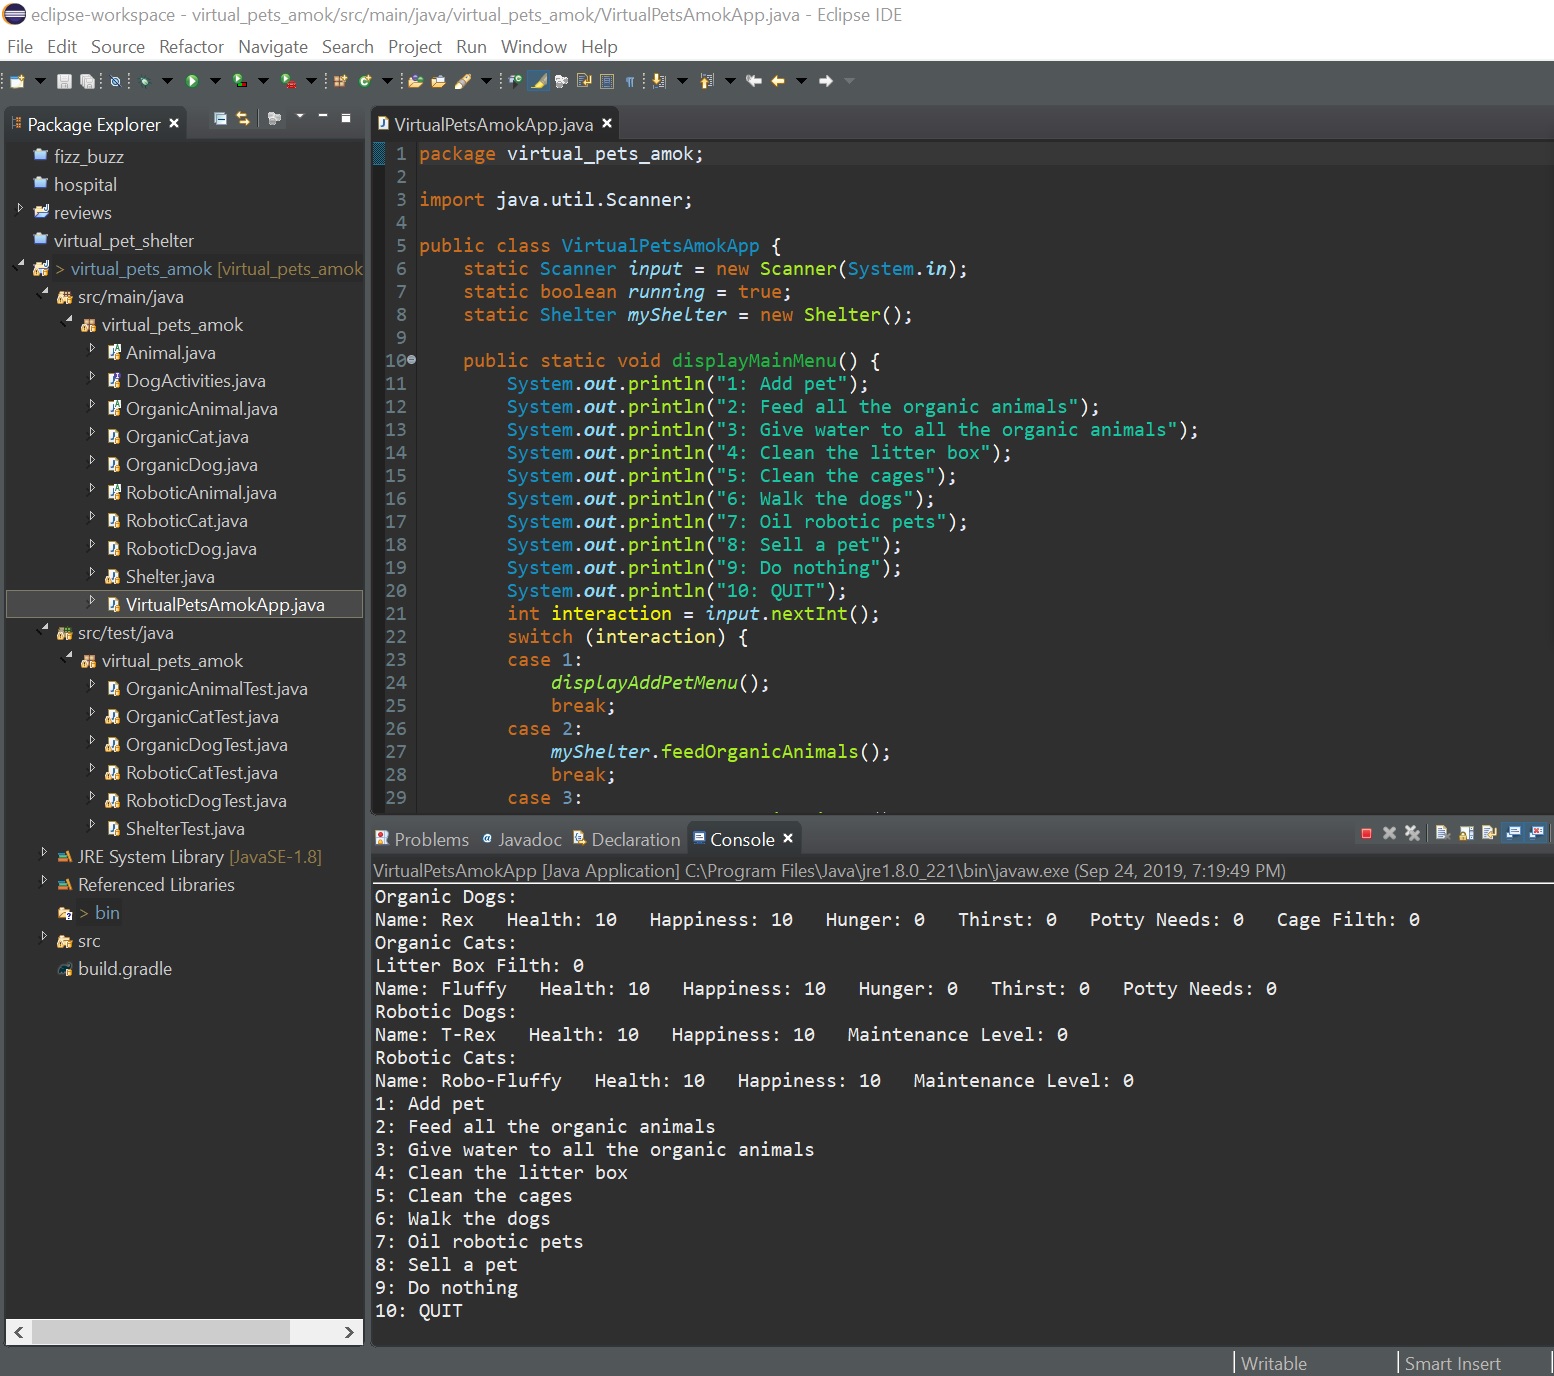 eclipse-workspace - virtual_pets_amok/src/main/java/virtual_pets_amok/VirtualPetsAmokApp.java - Eclipse IDE
File Edit Source Refactor Navigate Search Project Run Window Help
Package Explorer
fizz_buzz
hospital
reviews
virtual_pet_shelter
> virtual_pets_amok [virtual_pets_amok
src/main/java
virtual_pets_amok
Animal.java
DogActivities.java
OrganicAnimal.java
OrganicCat.java
OrganicDog.java
RoboticAnimal.java
RoboticCat.java
RoboticDog.java
Shelter.java
VirtualPetsAmokApp.java
src/test/java
virtual_pets_amok
OrganicAnimalTest.java
OrganicCatTest.java
OrganicDogTest.java
RoboticCatTest.java
RoboticDogTest.java
ShelterTest.java
JRE System Library [JavaSE-1.8]
Referenced Libraries
> bin
src
build.gradle
VirtualPetsAmokApp.java
1 package virtual_pets_amok;
2
3 import java.util.Scanner;
4
5 public class VirtualPetsAmokApp {
6 static Scanner input = new Scanner(System.in);
7 static boolean running = true;
8 static Shelter myShelter = new Shelter();
9
10 public static void displayMainMenu() {
11 System.out.println("1: Add pet");
12 System.out.println("2: Feed all the organic animals");
13 System.out.println("3: Give water to all the organic animals");
14 System.out.println("4: Clean the litter box");
15 System.out.println("5: Clean the cages");
16 System.out.println("6: Walk the dogs");
17 System.out.println("7: Oil robotic pets");
18 System.out.println("8: Sell a pet");
19 System.out.println("9: Do nothing");
20 System.out.println("10: QUIT");
21 int interaction = input.nextInt();
22 switch (interaction) {
23 case 1:
24 displayAddPetMenu();
25 break;
26 case 2:
27 myShelter.feedOrganicAnimals();
28 break;
29 case 3:
Problems Javadoc Declaration Console
VirtualPetsAmokApp [Java Application] C:\Program Files\Java\jre1.8.0_221\bin\javaw.exe (Sep 24, 2019, 7:19:49 PM)
Organic Dogs:
Name: Rex Health: 10 Happiness: 10 Hunger: 0 Thirst: 0 Potty Needs: 0 Cage Filth: 0
Organic Cats:
Litter Box Filth: 0
Name: Fluffy Health: 10 Happiness: 10 Hunger: 0 Thirst: 0 Potty Needs: 0
Robotic Dogs:
Name: T-Rex Health: 10 Happiness: 10 Maintenance Level: 0
Robotic Cats:
Name: Robo-Fluffy Health: 10 Happiness: 10 Maintenance Level: 0
1: Add pet
2: Feed all the organic animals
3: Give water to all the organic animals
4: Clean the litter box
5: Clean the cages
6: Walk the dogs
7: Oil robotic pets
8: Sell a pet
9: Do nothing
10: QUIT
Writable Smart Insert